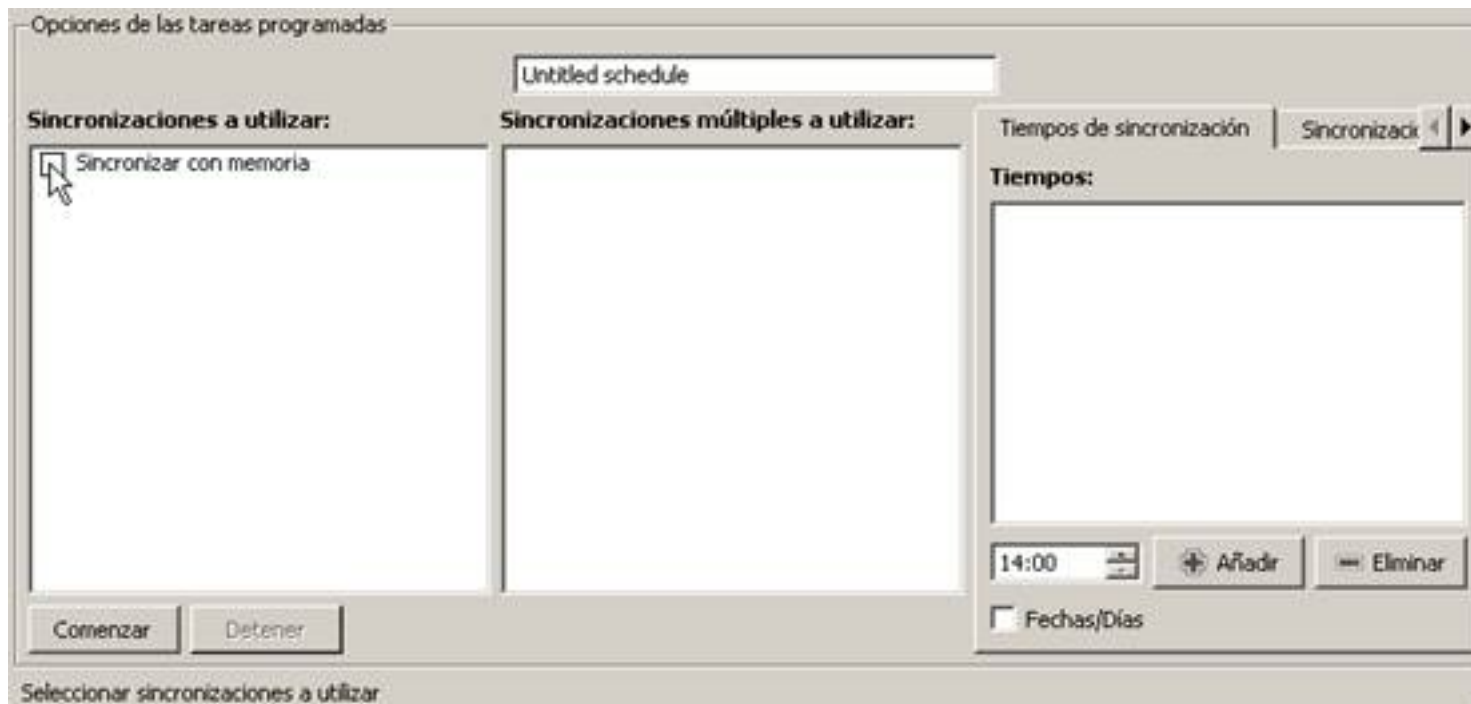 Opciones de las tareas programadas
Untitled schedule
Sincronizaciones a utilizar:
Sincronizaciones múltiples a utilizar:
Tiempos de sincronización
Sincronizació
Sincronizar con memoria
Tiempos:
14:00
Añadir
Eliminar
Fechas/Días
Comenzar
Detener
Seleccionar sincronizaciones a utilizar